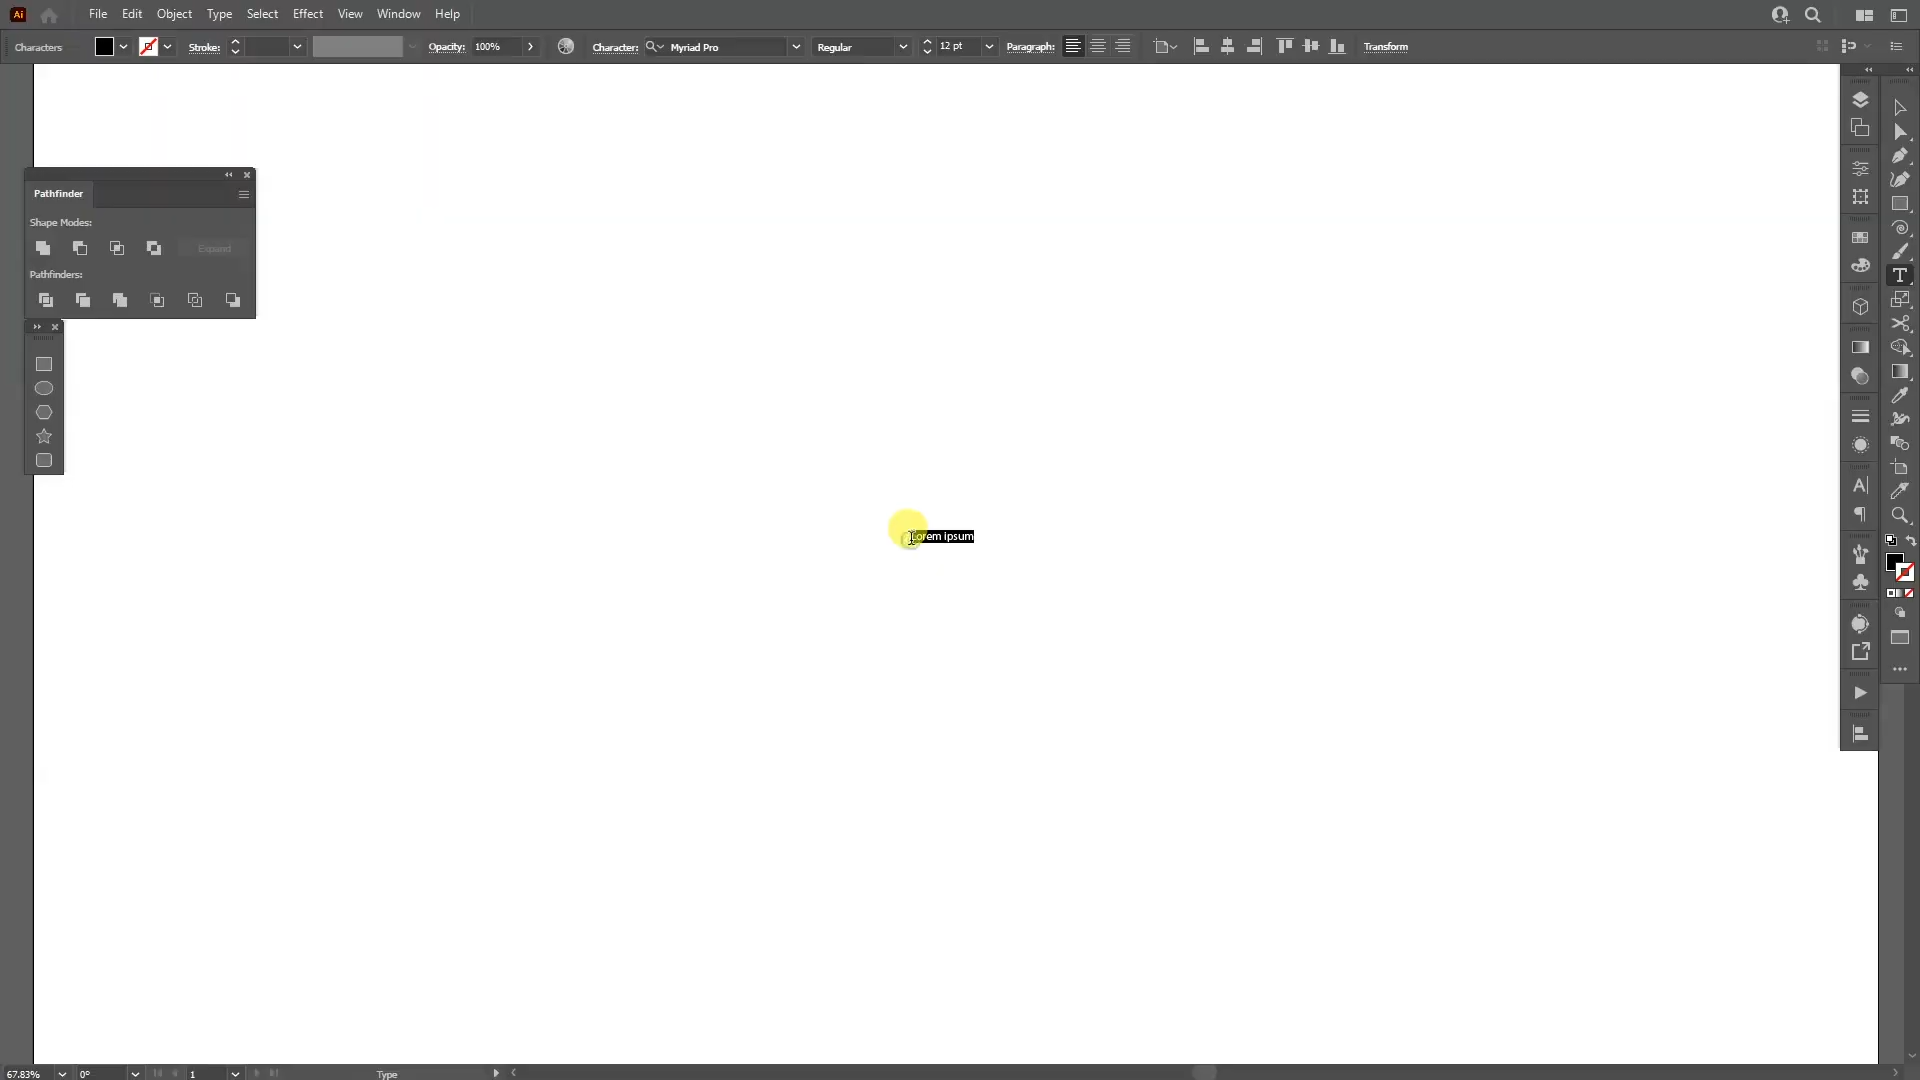 Ai File Edit Object Type Select Effect View Window Help
Characters Stroke: Opacity: 100% Character: Myriad Pro Regular 12 pt Paragraph: Transform
Pathfinder
Shape Modes:
Expand
Pathfinders:
Lorem ipsum
67.83% 0° 1 Type